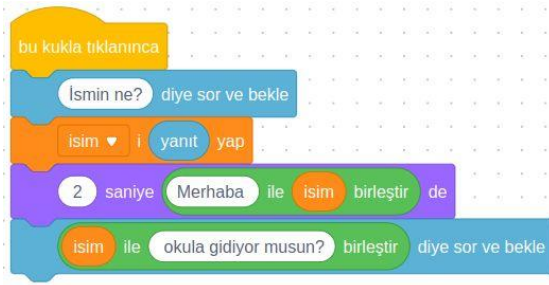 bu kukla tıklanınca
İsmin ne? diye sor ve bekle
isim i yanıt yap
2 saniye Merhaba ile isim birleştir de
isim ile okula gidiyor musun? birleştir diye sor ve bekle